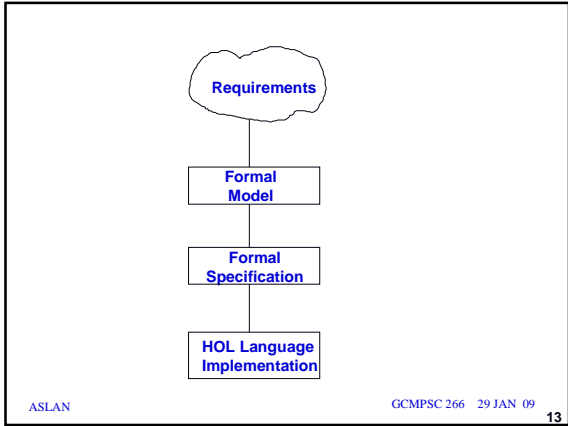 Requirements
Formal
Model
Formal
Specification
HOL Language
Implementation
ASLAN
GCMPSC 266 29 JAN 09
13